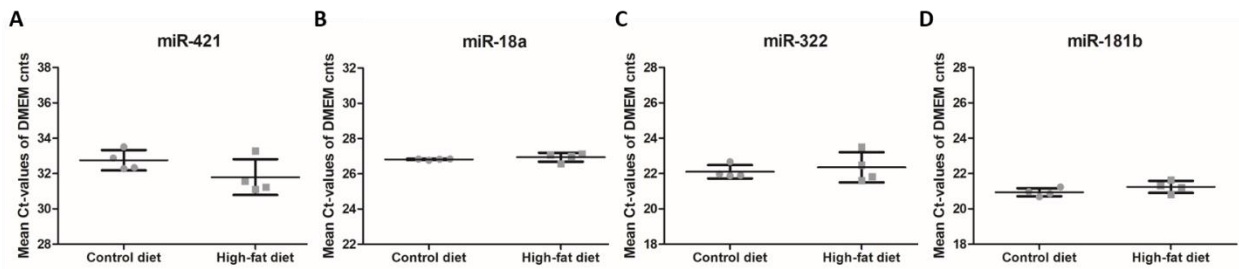 A
miR-421
Mean Ct-values of DMEM cnts
38
36
34
32
30
28
Control diet
High-fat diet
B
miR-18a
Mean Ct-values of DMEM cnts
32
30
28
26
24
22
Control diet
High-fat diet
C
miR-322
Mean Ct-values of DMEM cnts
28
26
24
22
20
18
Control diet
High-fat diet
D
miR-181b
Mean Ct-values of DMEM cnts
28
26
24
22
20
18
Control diet
High-fat diet